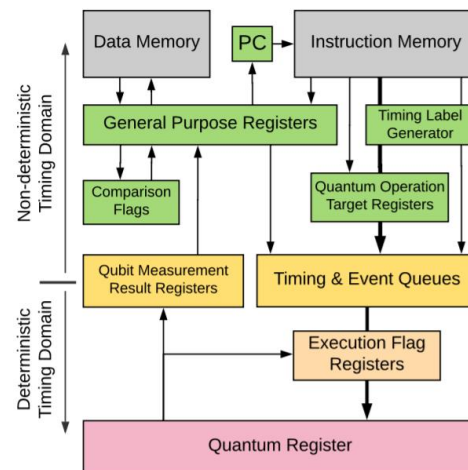 Data Memory
PC
Instruction Memory
General Purpose Registers
Timing Label
Generator
Comparison
Flags
Quantum Operation
Target Registers
Non-deterministic
Timing Domain
Qubit Measurement
Result Registers
Timing & Event Queues
Deterministic
Timing Domain
Execution Flag
Registers
Quantum Register